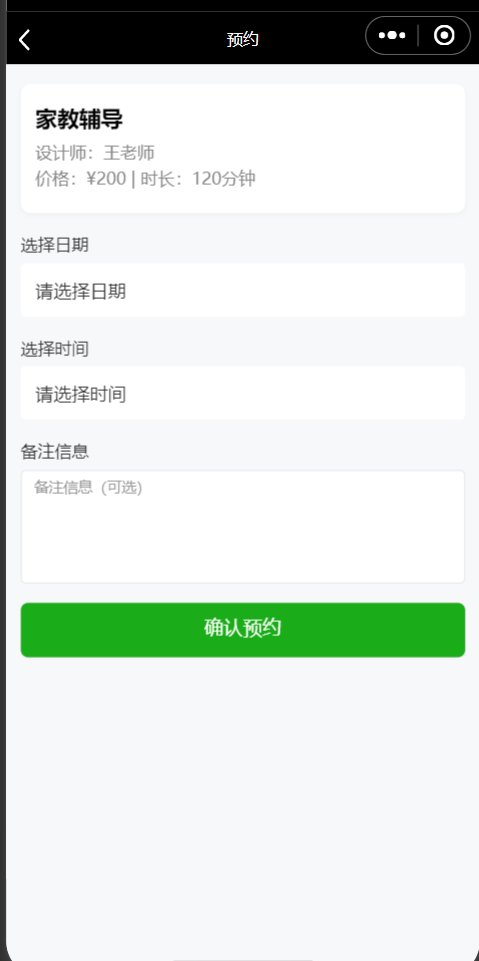 预约
家教辅导
设计师：王老师
价格：¥200 | 时长：120分钟
选择日期
请选择日期
选择时间
请选择时间
备注信息
备注信息（可选）
确认预约